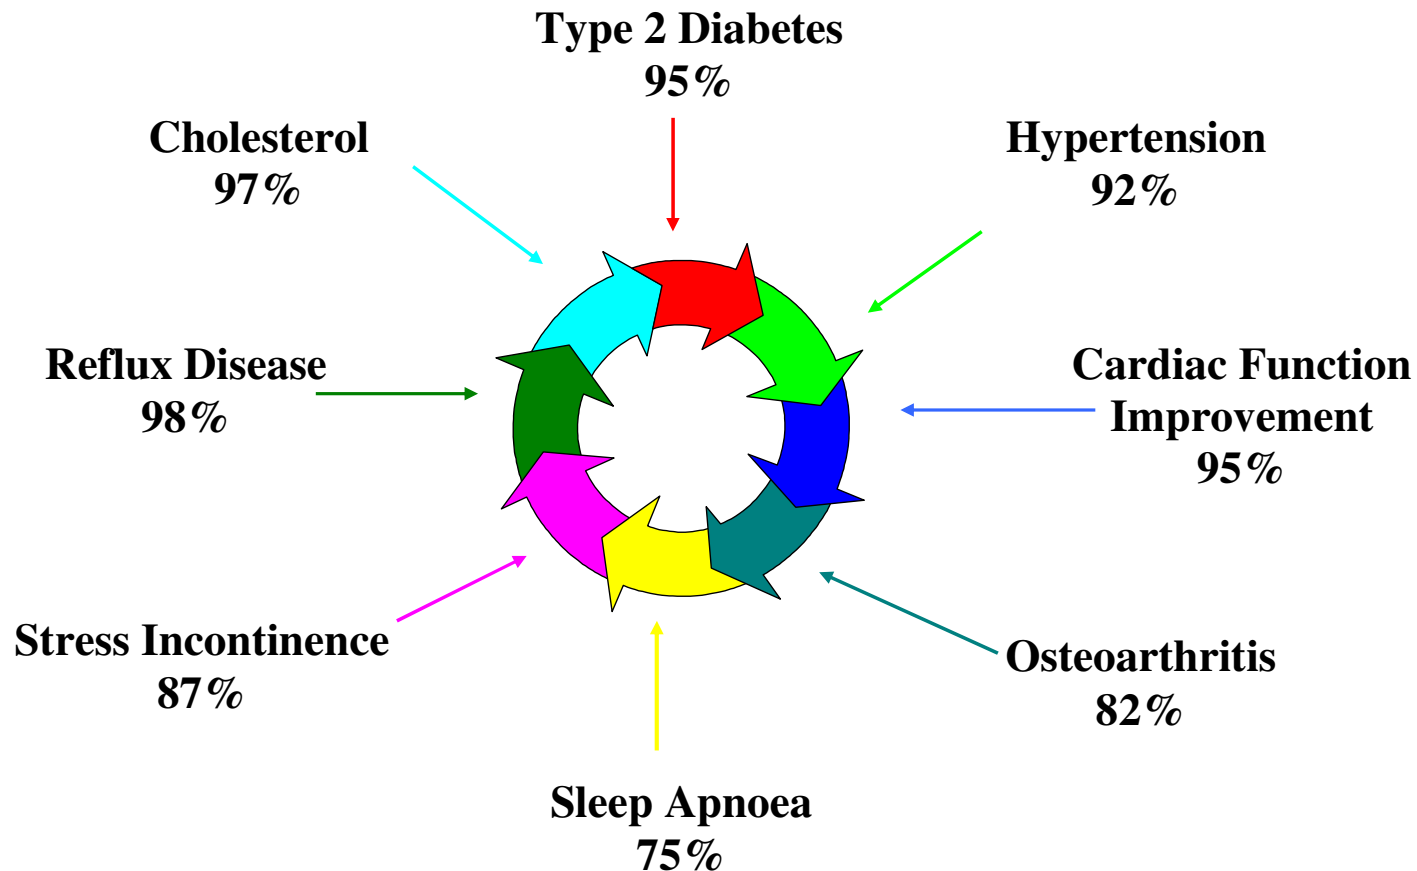 Type 2 Diabetes
95%
Cholesterol
97%
Hypertension
92%
Reflux Disease
98%
Cardiac Function
Improvement
95%
Stress Incontinence
87%
Osteoarthritis
82%
Sleep Apnoea
75%